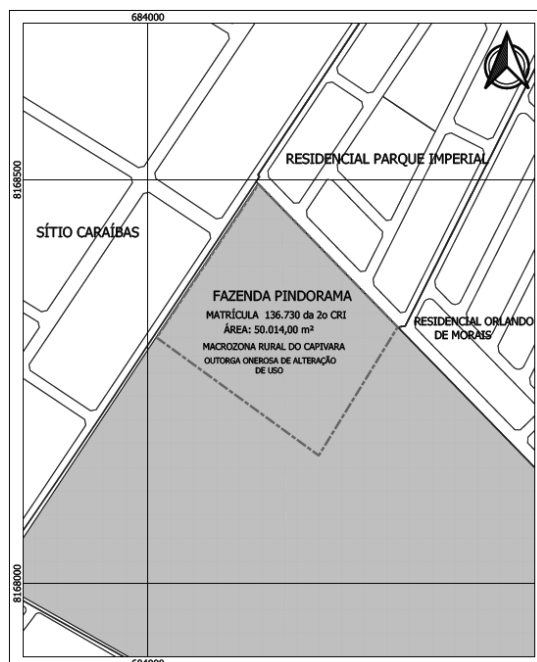 684000
RESIDENCIAL PARQUE IMPERIAL
8168500
SÍTIO CARAÍBAS
FAZENDA PINDORAMA
MATRÍCULA 136.730 da 2o CRI
ÁREA: 50.014,00 m²
MACROZONA RURAL DO CAPIVARA
OUTORGA ONEROSA DE ALTERAÇÃO
DE USO
RESIDENCIAL ORLANDO
DE MORAIS
8168000
684000